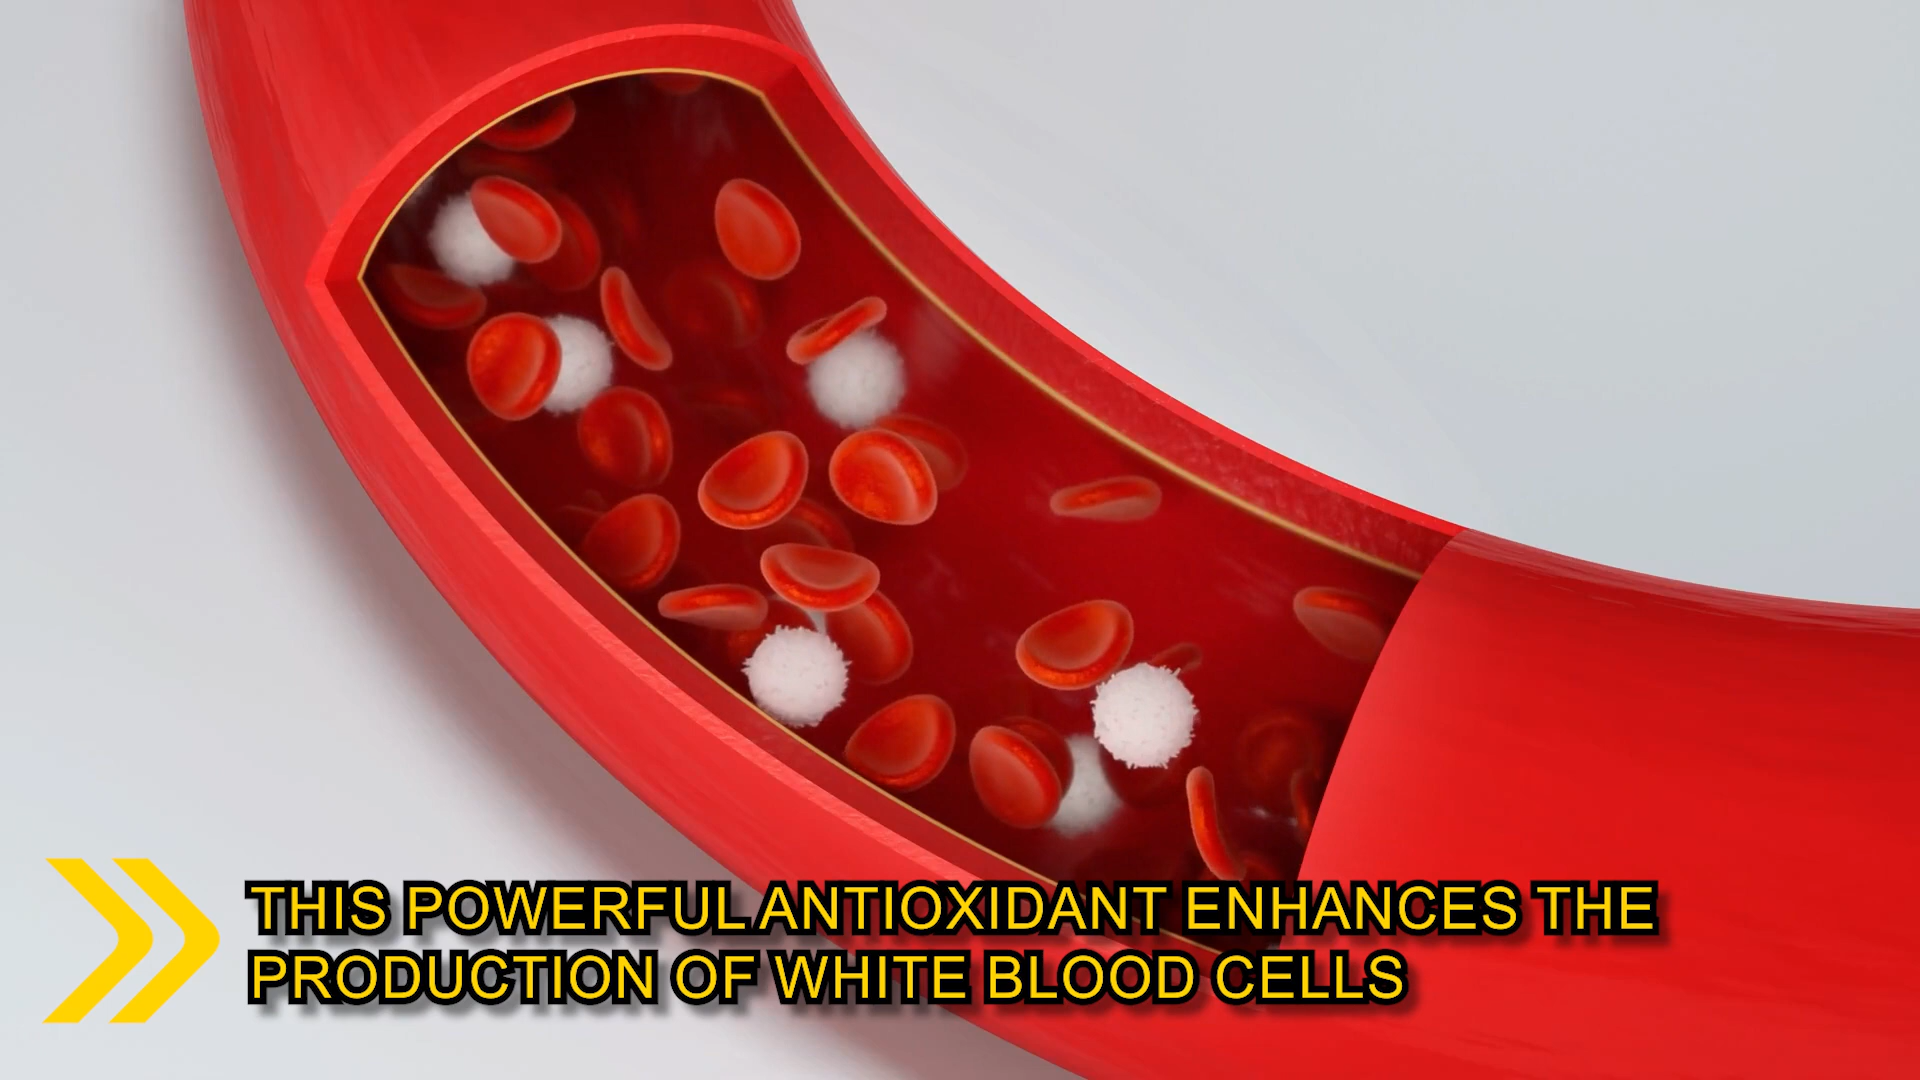 THIS POWERFUL ANTIOXIDANT ENHANCES THE
PRODUCTION OF WHITE BLOOD CELLS